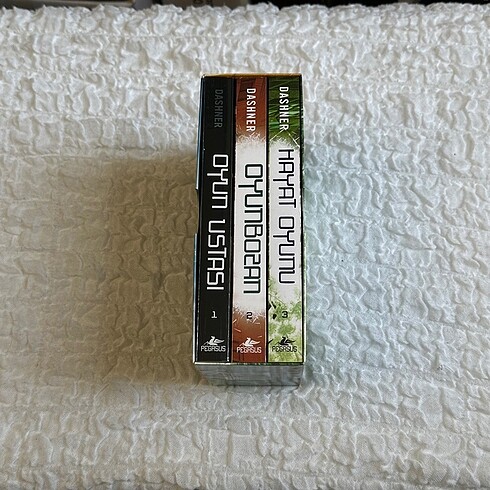 DASHNER
OYUN USTASI
1
PEGASUS
DASHNER
OYUNBOZAN
2
PEGASUS
DASHNER
HAYAT OYUNU
3
PEGASUS